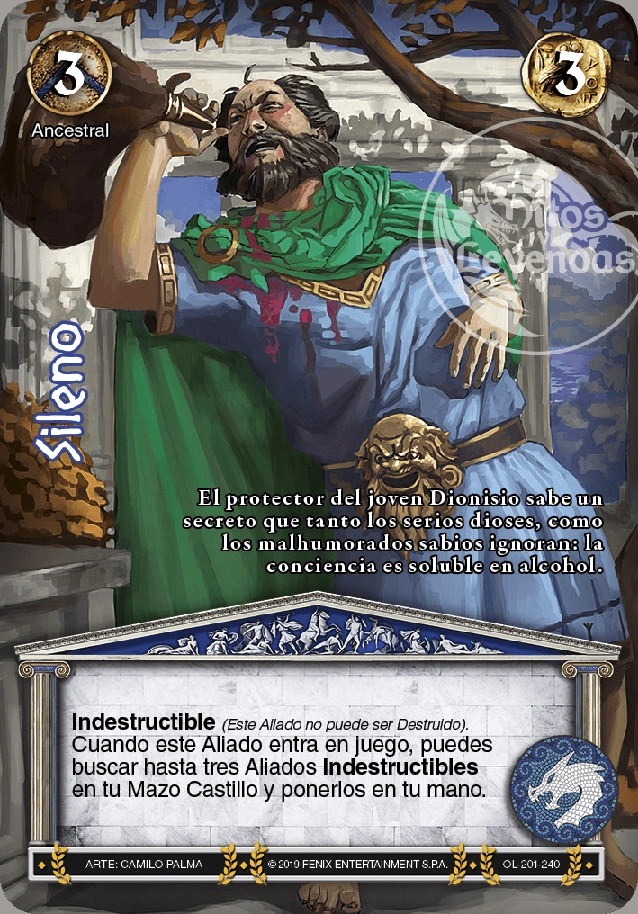 3
Ancestral
3
Mitos
Leyendas
Sileno
El protector del joven Dionisio sabe un
secreto que tanto los serios dioses, como
los malhumorados sabios ignoran: la
conciencia es soluble en alcohol.
Indestructible (Este Aliado no puede ser Destruido).
Cuando este Aliado entra en juego, puedes
buscar hasta tres Aliados Indestructibles
en tu Mazo Castillo y ponerlos en tu mano.
ARTE: CAMILO PALMA
© 2019 FENIX ENTERTAINMENT S.P.A.
OL 201-240